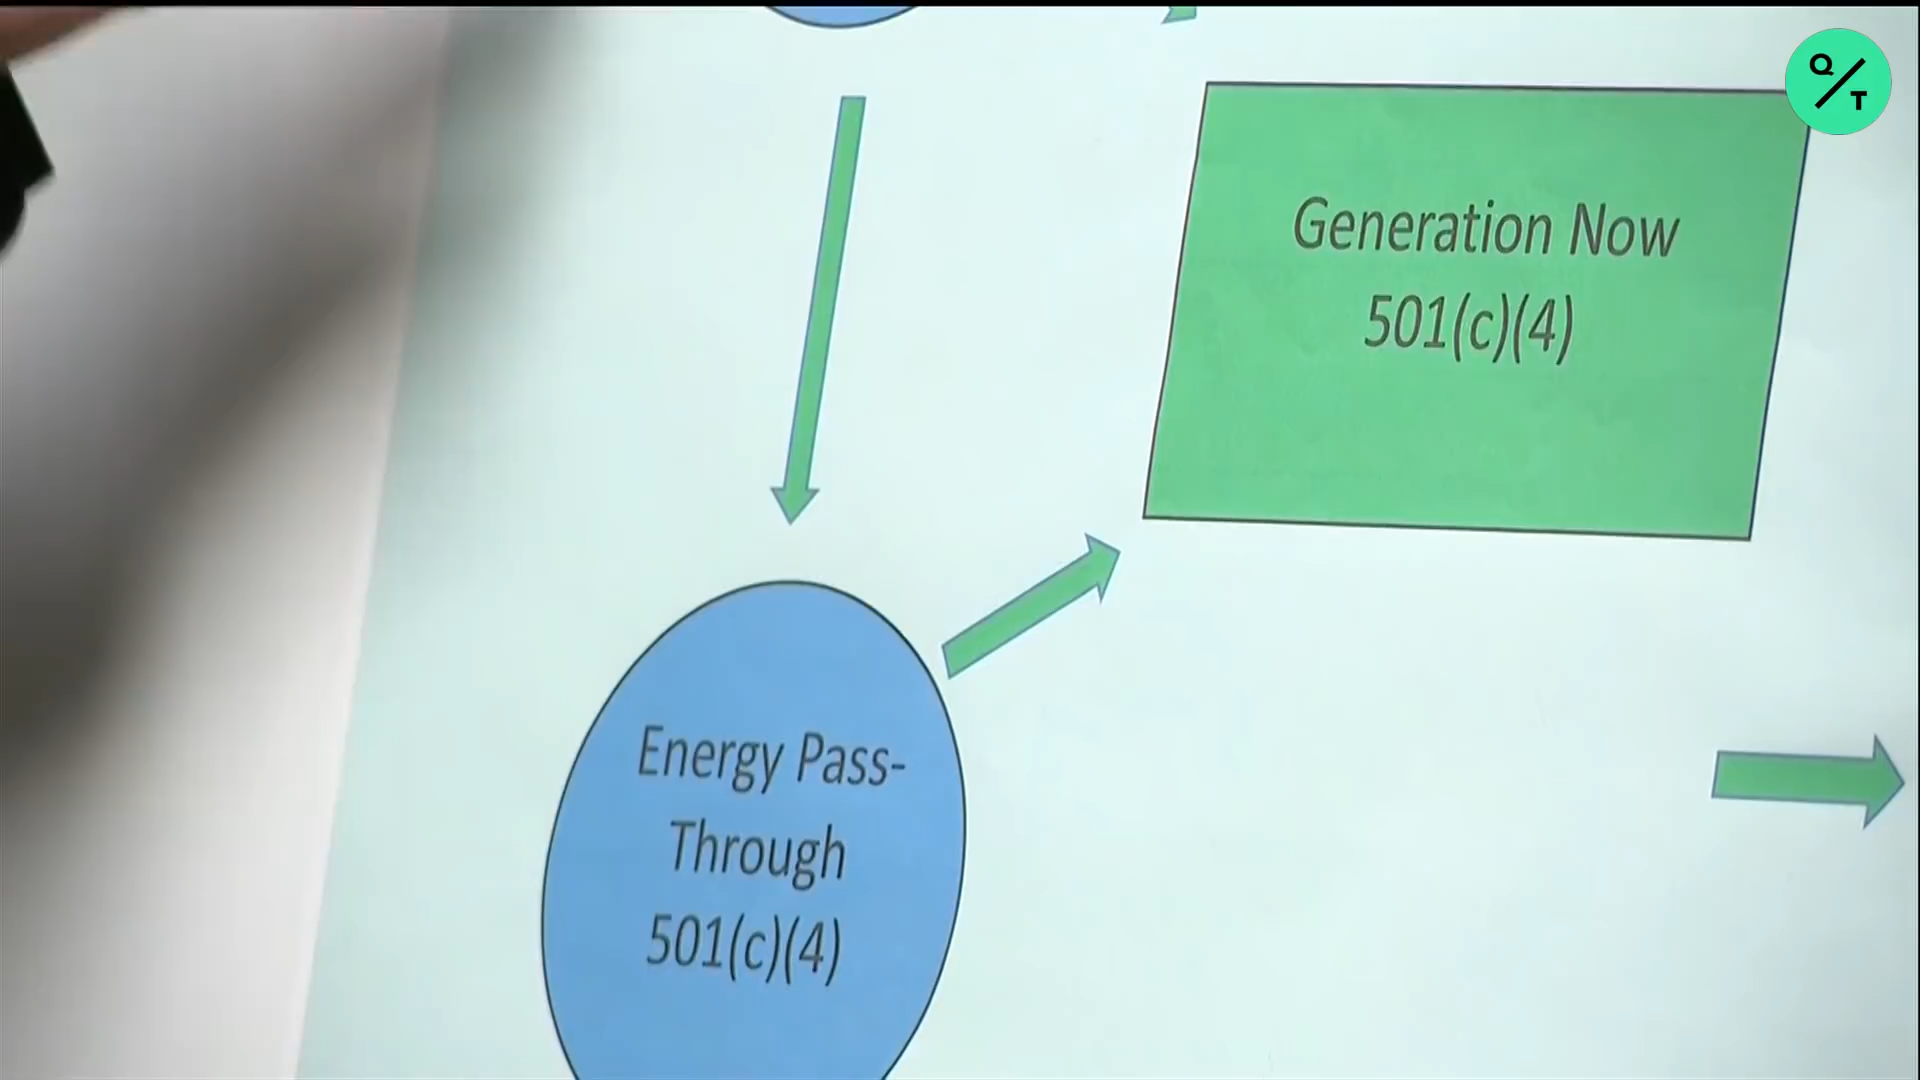 Q/T
Generation Now
501(c)(4)
Energy Pass-
Through
501(c)(4)